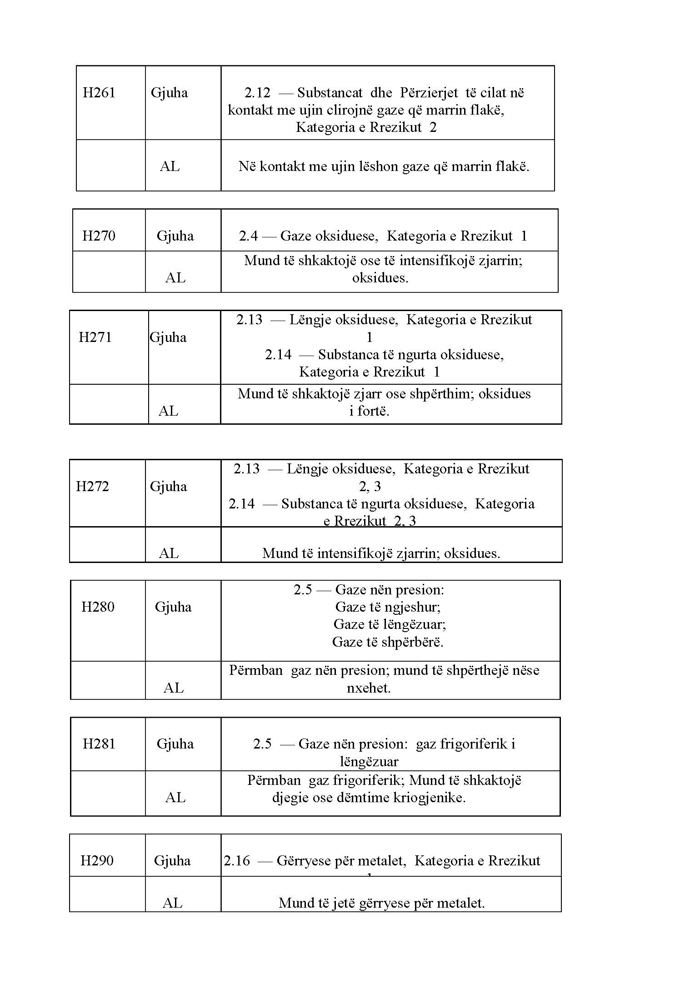 H261 Gjuha 2.12 — Substancat dhe Përzierjet të cilat në
kontakt me ujin clirojnë gaze që marrin flakë,
Kategoria e Rrezikut 2
AL Në kontakt me ujin lëshon gaze që marrin flakë.
H270 Gjuha 2.4 — Gaze oksiduese, Kategoria e Rrezikut 1
Mund të shkaktojë ose të intensifikojë zjarrin;
AL oksidues.
2.13 — Lëngje oksiduese, Kategoria e Rrezikut
H271 Gjuha 1
2.14 — Substanca të ngurta oksiduese,
Kategoria e Rrezikut 1
Mund të shkaktojë zjarr ose shpërthim; oksidues
AL i fortë.
2.13 — Lëngje oksiduese, Kategoria e Rrezikut
H272 Gjuha 2, 3
2.14 — Substanca të ngurta oksiduese, Kategoria
e Rrezikut 2, 3
AL Mund të intensifikojë zjarrin; oksidues.
2.5 — Gaze nën presion:
H280 Gjuha Gaze të ngjeshur;
Gaze të lëngëzuar;
Gaze të shpërbërë.
Përmban gaz nën presion; mund të shpërthejë nëse
AL nxehet.
H281 Gjuha 2.5 — Gaze nën presion: gaz frigoriferik i
lëngëzuar
Përmban gaz frigoriferik; Mund të shkaktojë
AL djegie ose dëmtime kriogjenike.
H290 Gjuha 2.16 — Gërryese për metalet, Kategoria e Rrezikut
AL Mund të jetë gërryese për metalet.